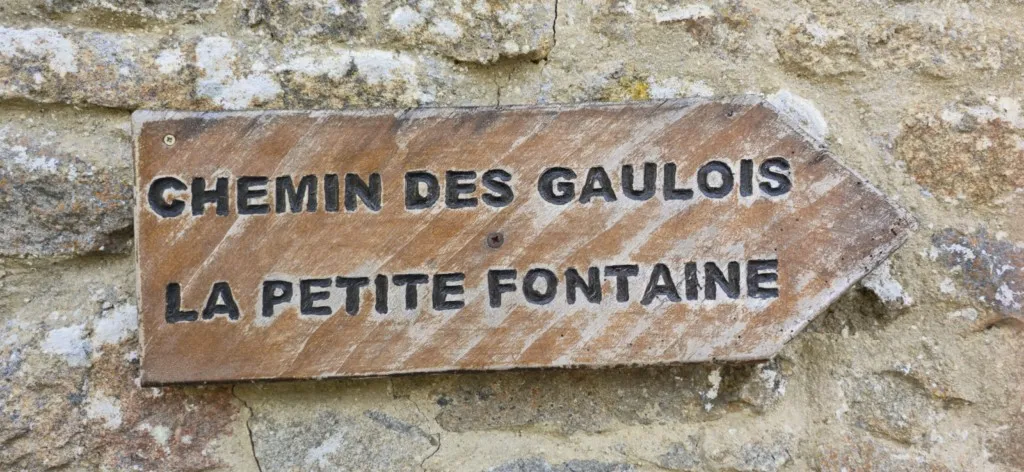 CHEMIN DES GAULOIS
LA PETITE FONTAINE